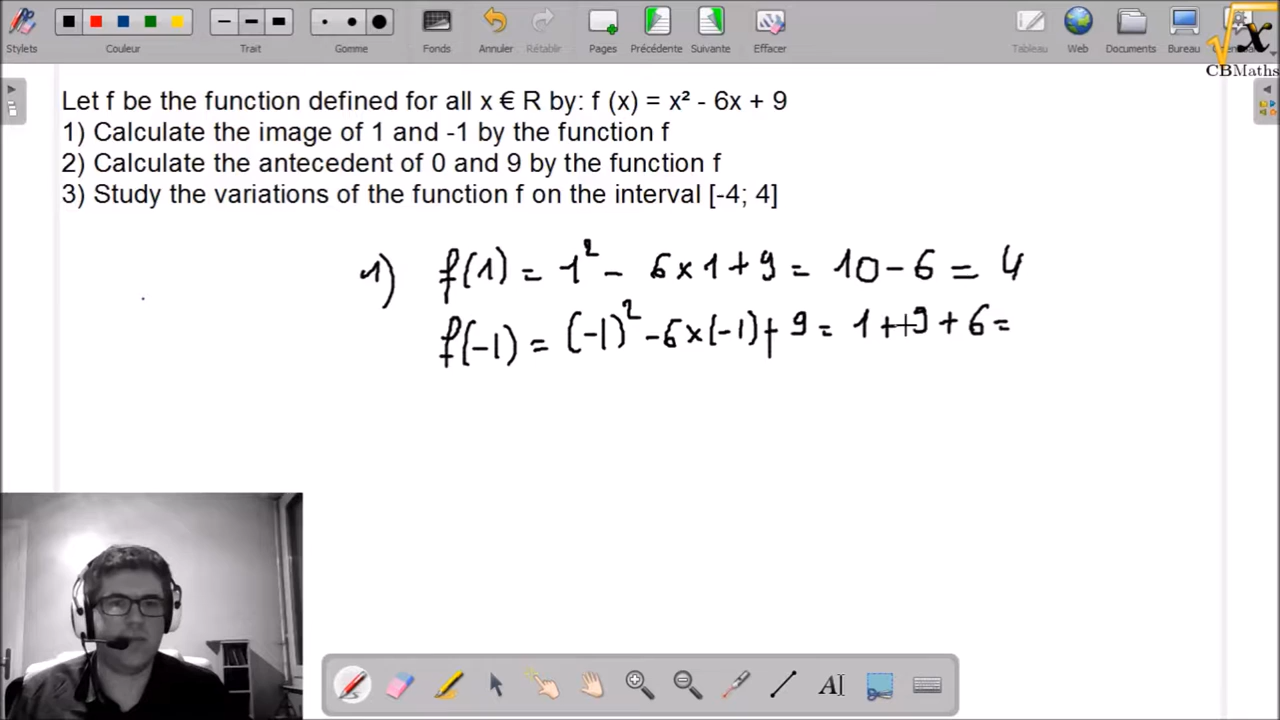 Stylets
Couleur
Trait
Gomme
Fonds
Annuler
Rétablir
Pages
Précédente
Suivante
Effacer
Tableau
Web
Documents
Bureau
CBMaths
Let f be the function defined for all x € R by: f (x) = x² - 6x + 9
1) Calculate the image of 1 and -1 by the function f
2) Calculate the antecedent of 0 and 9 by the function f
3) Study the variations of the function f on the interval [-4; 4]
1) f(1) = 1² - 6×1+9 = 10-6 = 4
f(-1) = (-1)² -6×(-1)+9 = 1+9+6=